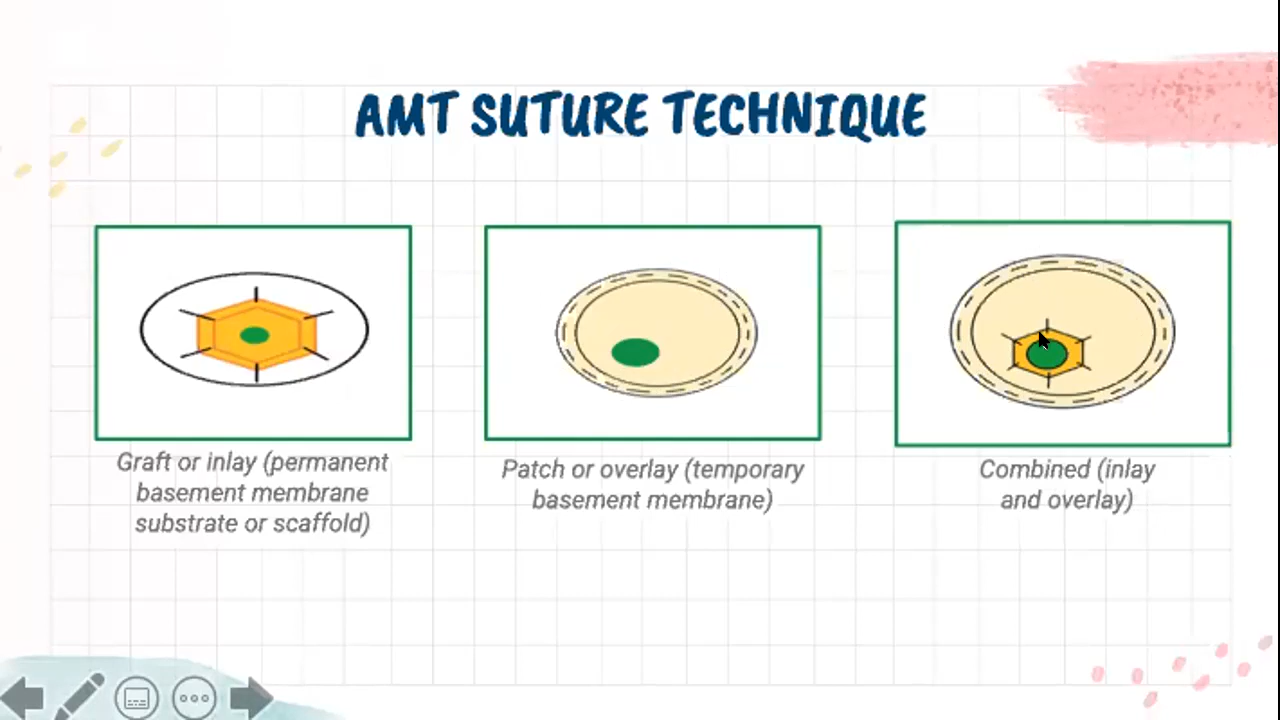 AMT SUTURE TECHNIQUE
Graft or inlay (permanent
basement membrane
substrate or scaffold)
Patch or overlay (temporary
basement membrane)
Combined (inlay
and overlay)